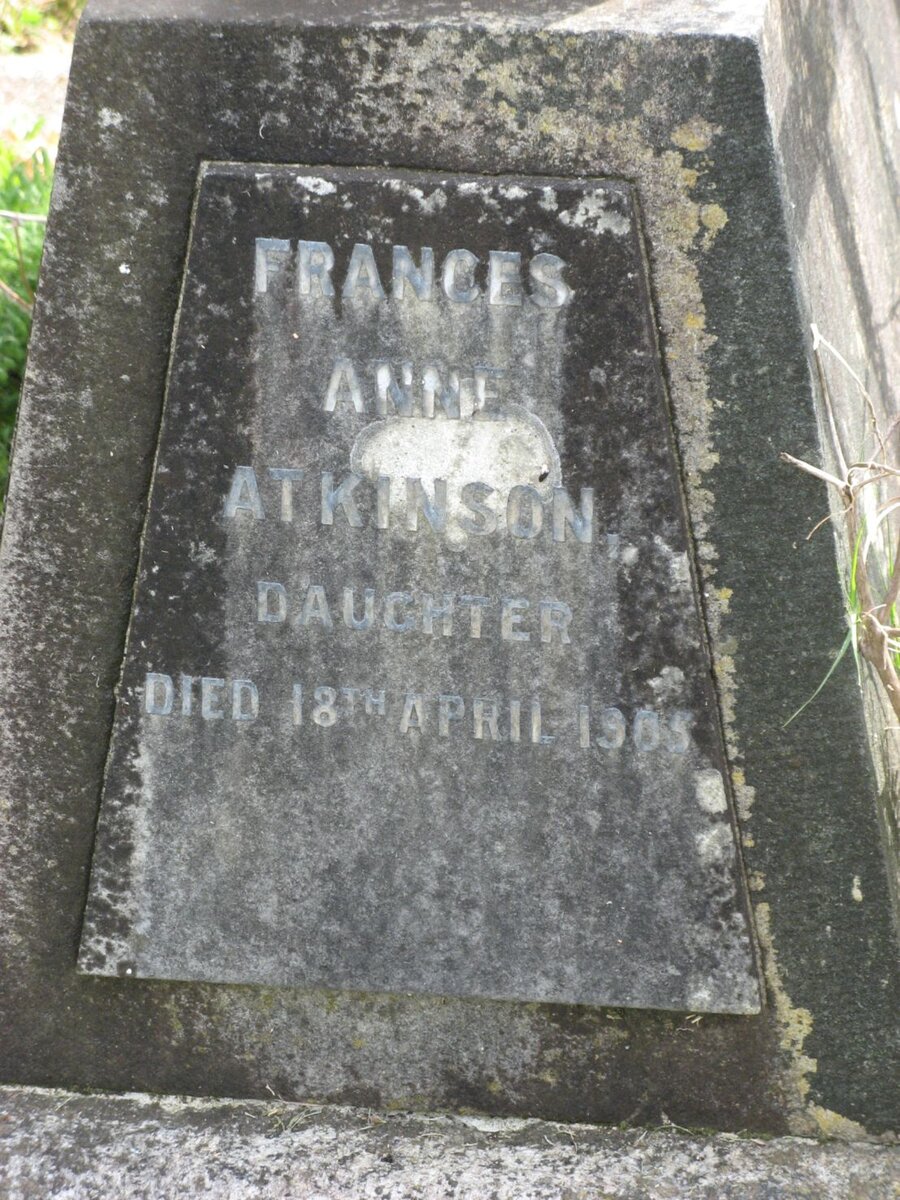 FRANCES
ANNE
ATKINSON,
DAUGHTER
DIED 18TH APRIL 1905